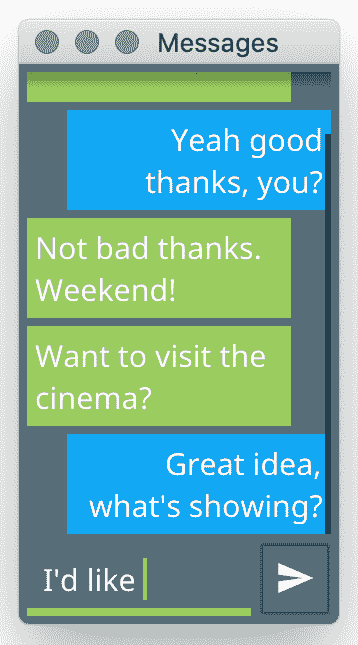 Messages
Yeah good
thanks, you?
Not bad thanks.
Weekend!
Want to visit the
cinema?
Great idea,
what's showing?
I'd like